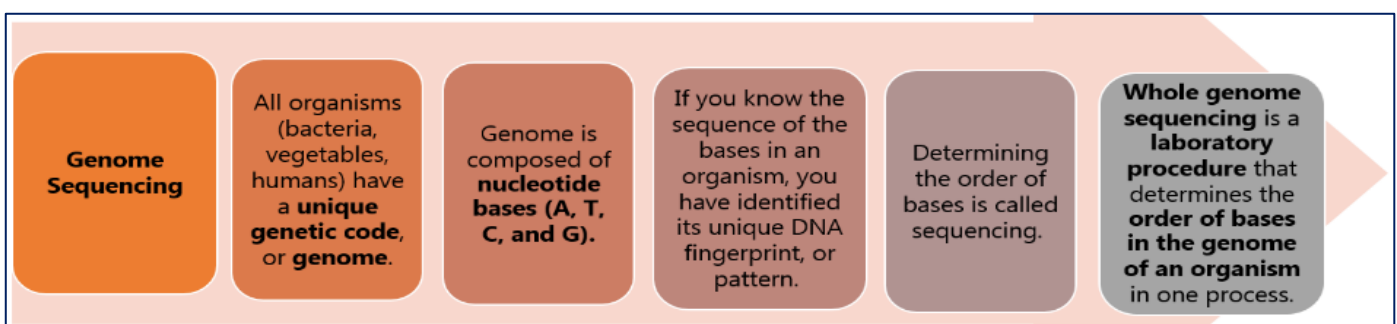 Genome
Sequencing
All organisms
(bacteria,
vegetables,
humans) have
a unique
genetic code,
or genome.
Genome is
composed of
nucleotide
bases (A, T,
C, and G).
If you know the
sequence of the
bases in an
organism, you
have identified
its unique DNA
fingerprint, or
pattern.
Determining
the order of
bases is called
sequencing.
Whole genome
sequencing is a
laboratory
procedure that
determines the
order of bases
in the genome
of an organism
in one process.